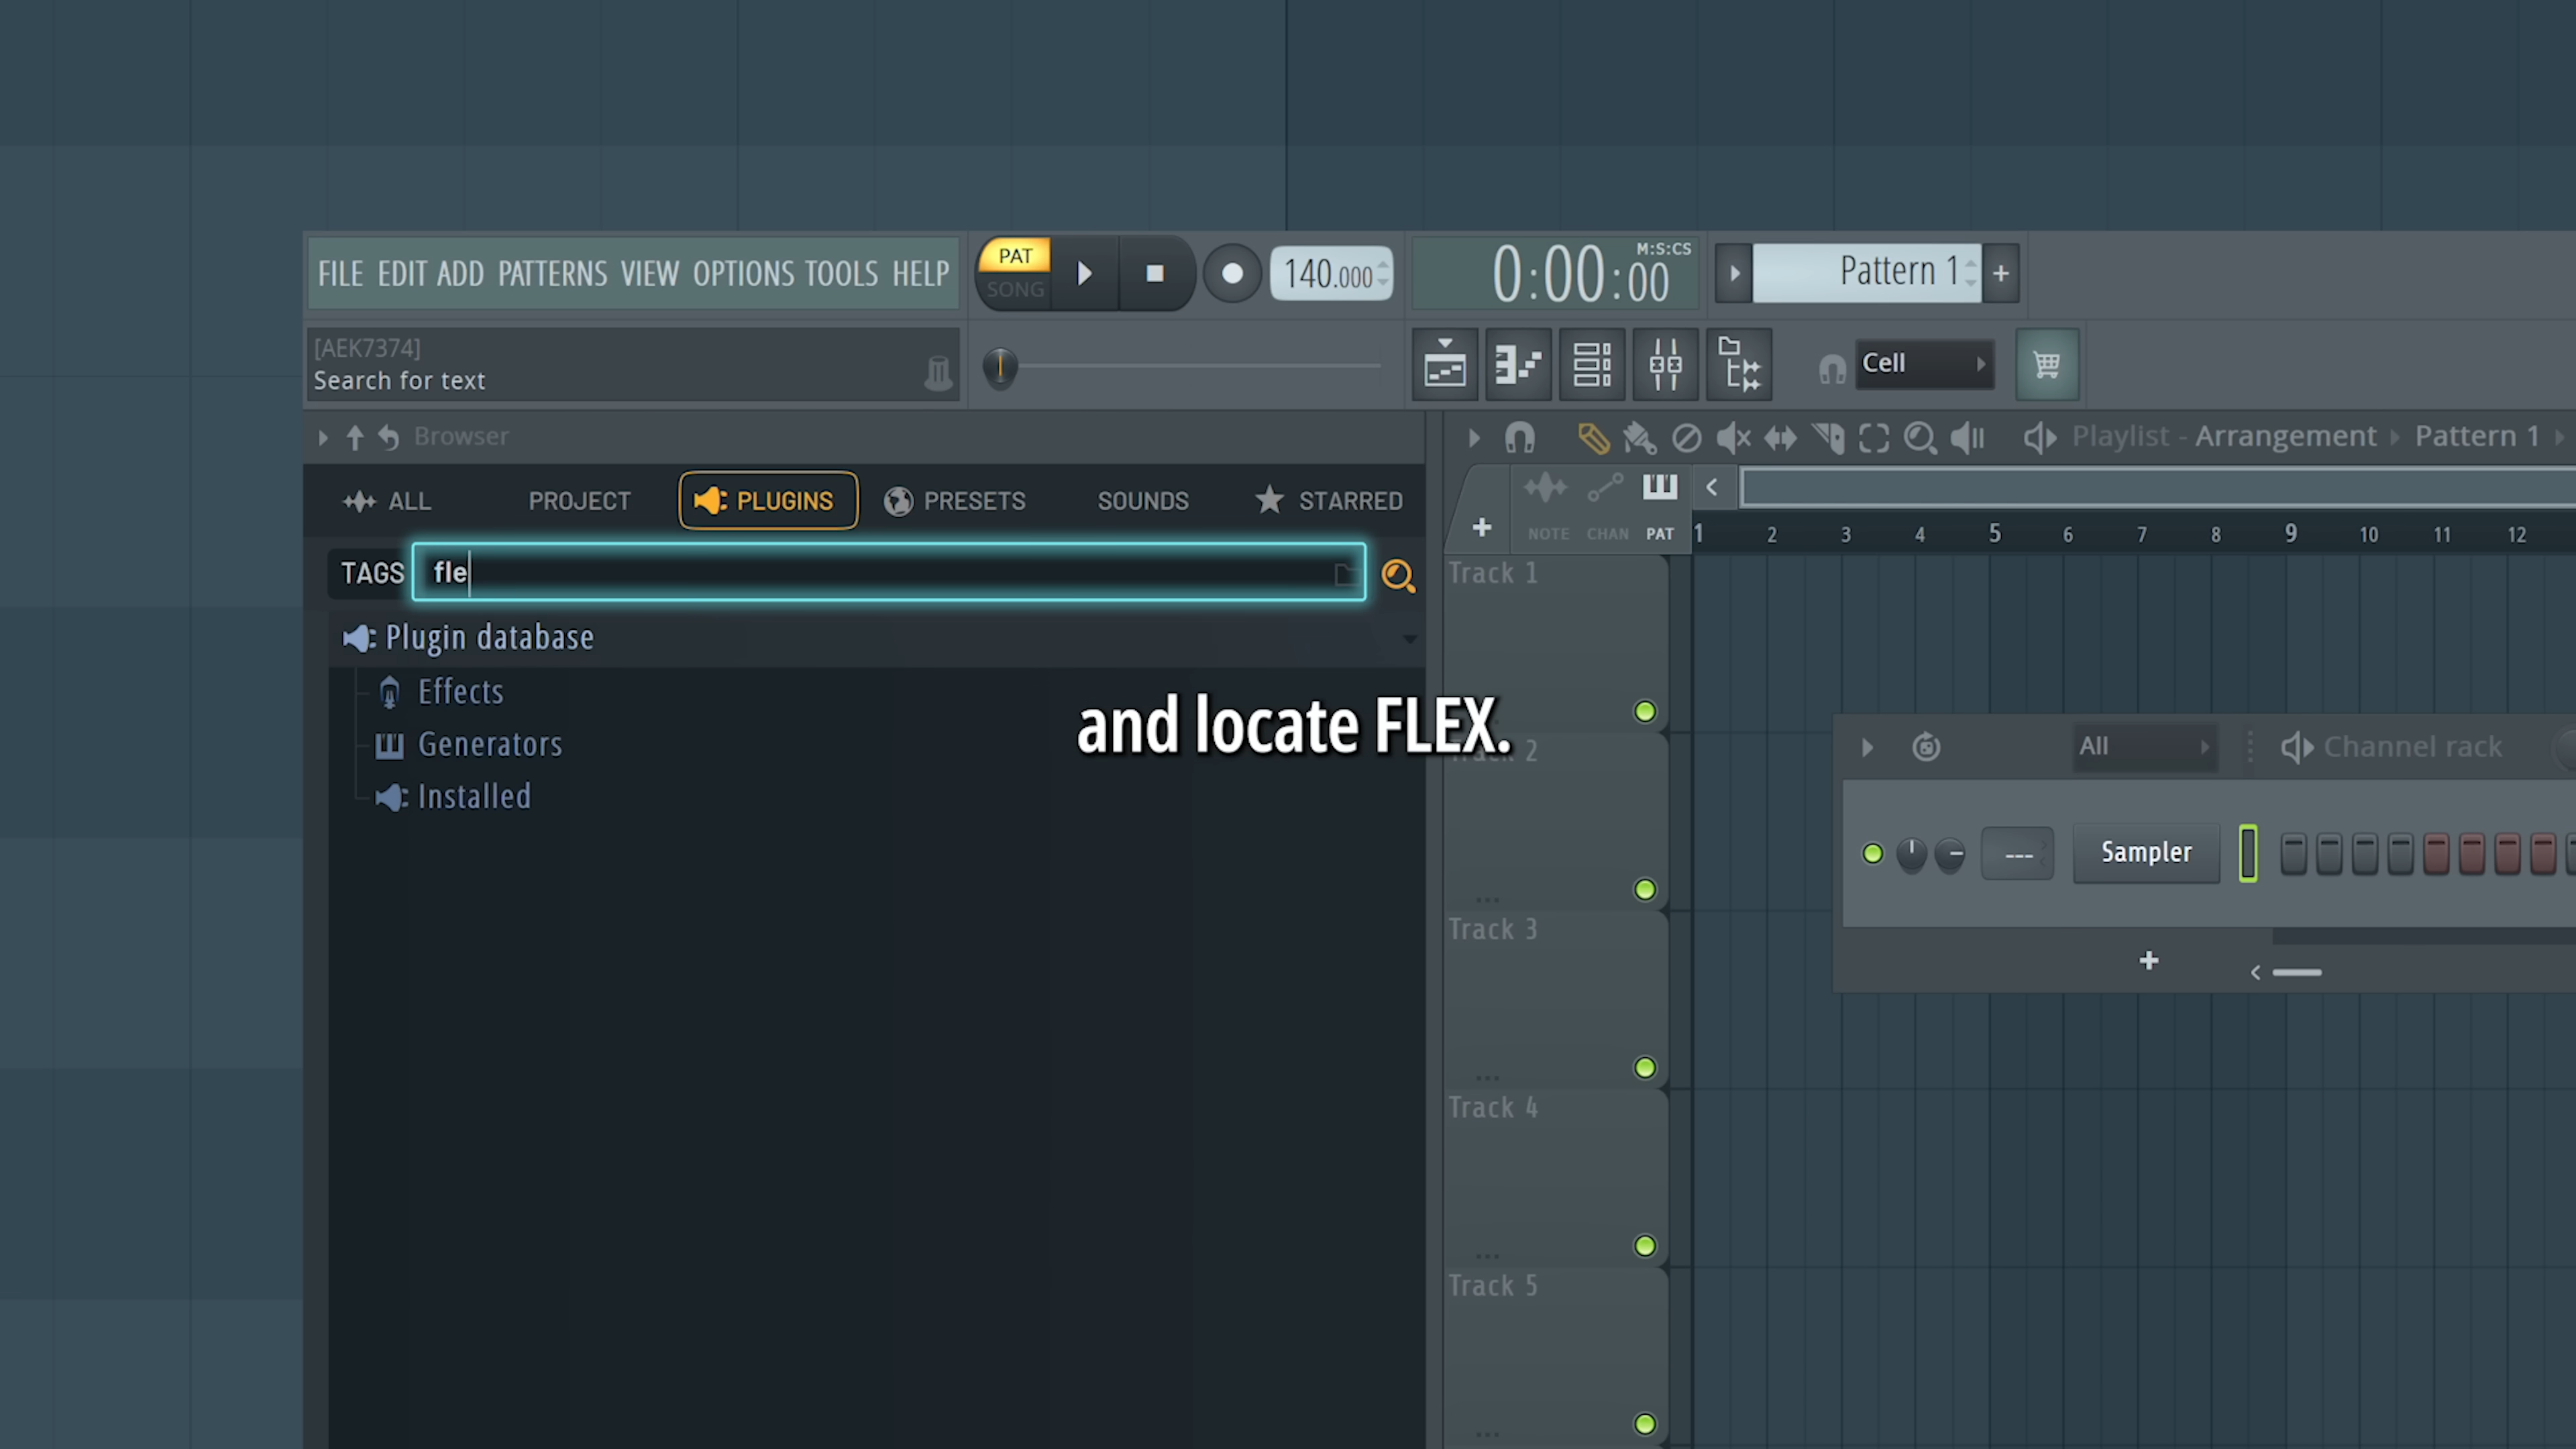 FILE EDIT ADD PATTERNS VIEW OPTIONS TOOLS HELP
PAT
SONG
140.000
M:S:CS
0:00:00
Pattern 1
+
[AEK7374]
Search for text
Cell
Browser
Playlist - Arrangement Pattern 1
ALL PROJECT PLUGINS PRESETS SOUNDS STARRED
NOTE CHAN PAT
1 2 3 4 5 6 7 8 9 10 11 12
TAGS fle
Plugin database
Effects
Generators
Installed
and locate FLEX.
Track 1
Track 2
Track 3
Track 4
Track 5
All
Channel rack
---
Sampler
+